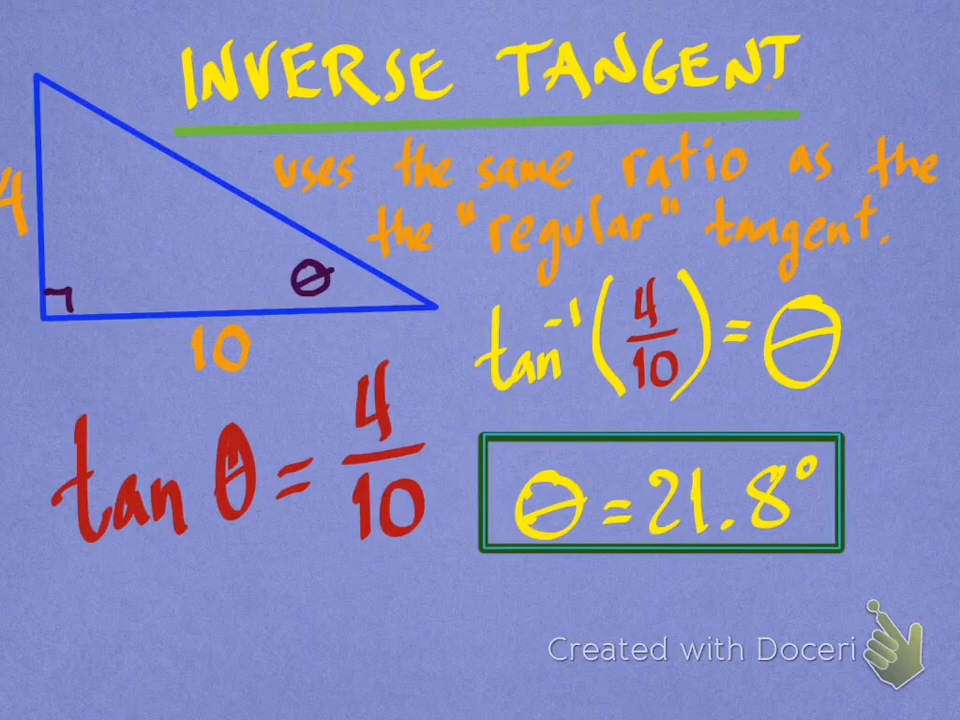 INVERSE TANGENT
uses the same ratio as the
the "regular" tangent.
4
θ
10
tan⁻¹(4/10) = θ
tan θ = 4/10
θ = 21.8°
Created with Doceri